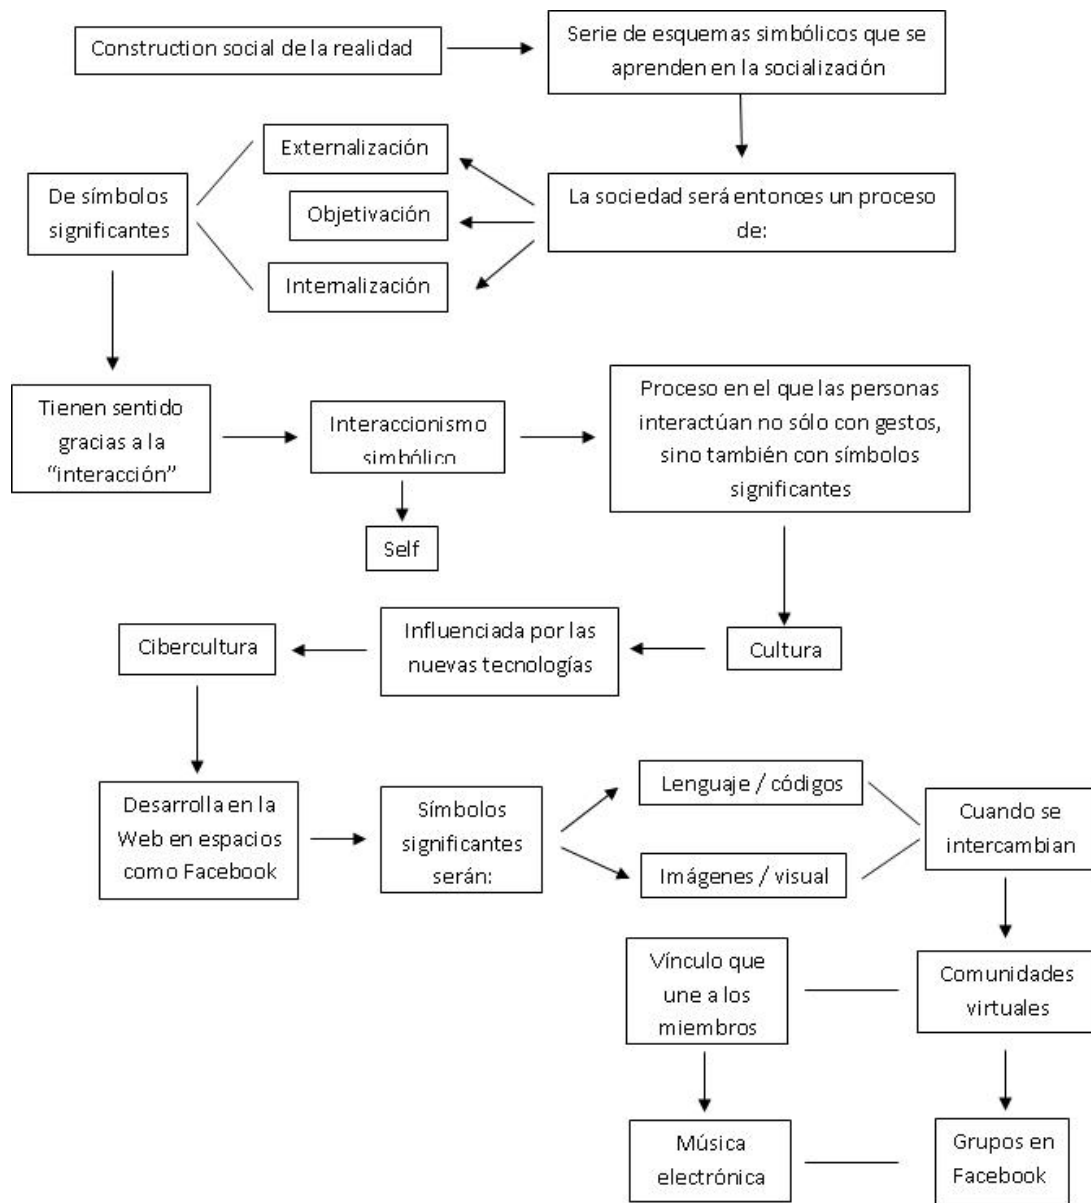 Construction social de la realidad
Serie de esquemas simbólicos que se
aprenden en la socialización
Externalización
De símbolos
significantes
Objetivación
La sociedad será entonces un proceso
de:
Internalización
Tienen sentido
gracias a la
“interacción”
Interaccionismo
simbólico
Proceso en el que las personas
interactúan no sólo con gestos,
sino también con símbolos
significantes
Self
Cibercultura
Influenciada por las
nuevas tecnologías
Cultura
Desarrolla en la
Web en espacios
como Facebook
Símbolos
significantes
serán:
Lenguaje / códigos
Imágenes / visual
Cuando se
intercambian
Vínculo que
une a los
miembros
Comunidades
virtuales
Música
electrónica
Grupos en
Facebook